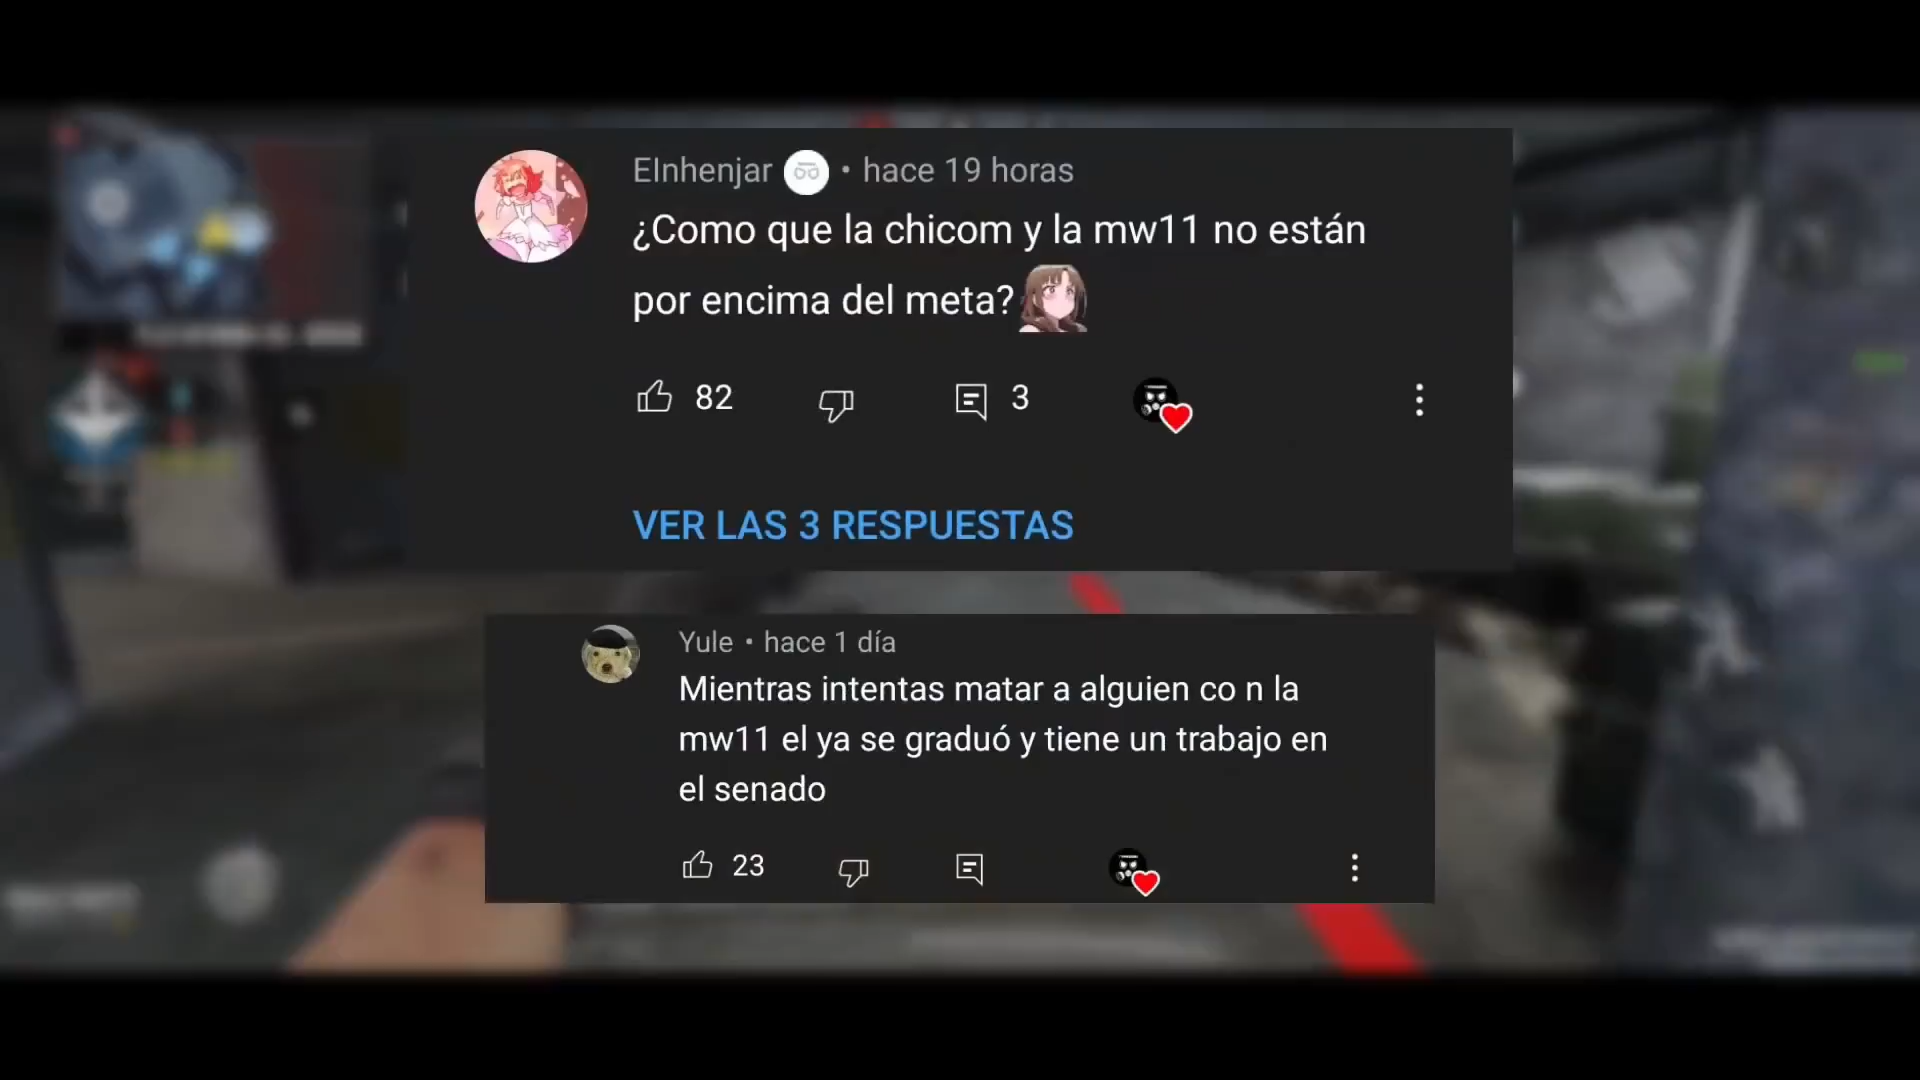 EInhenjar • hace 19 horas
¿Como que la chicom y la mw11 no están
por encima del meta?
82 3
VER LAS 3 RESPUESTAS
Yule • hace 1 día
Mientras intentas matar a alguien co n la
mw11 el ya se graduó y tiene un trabajo en
el senado
23